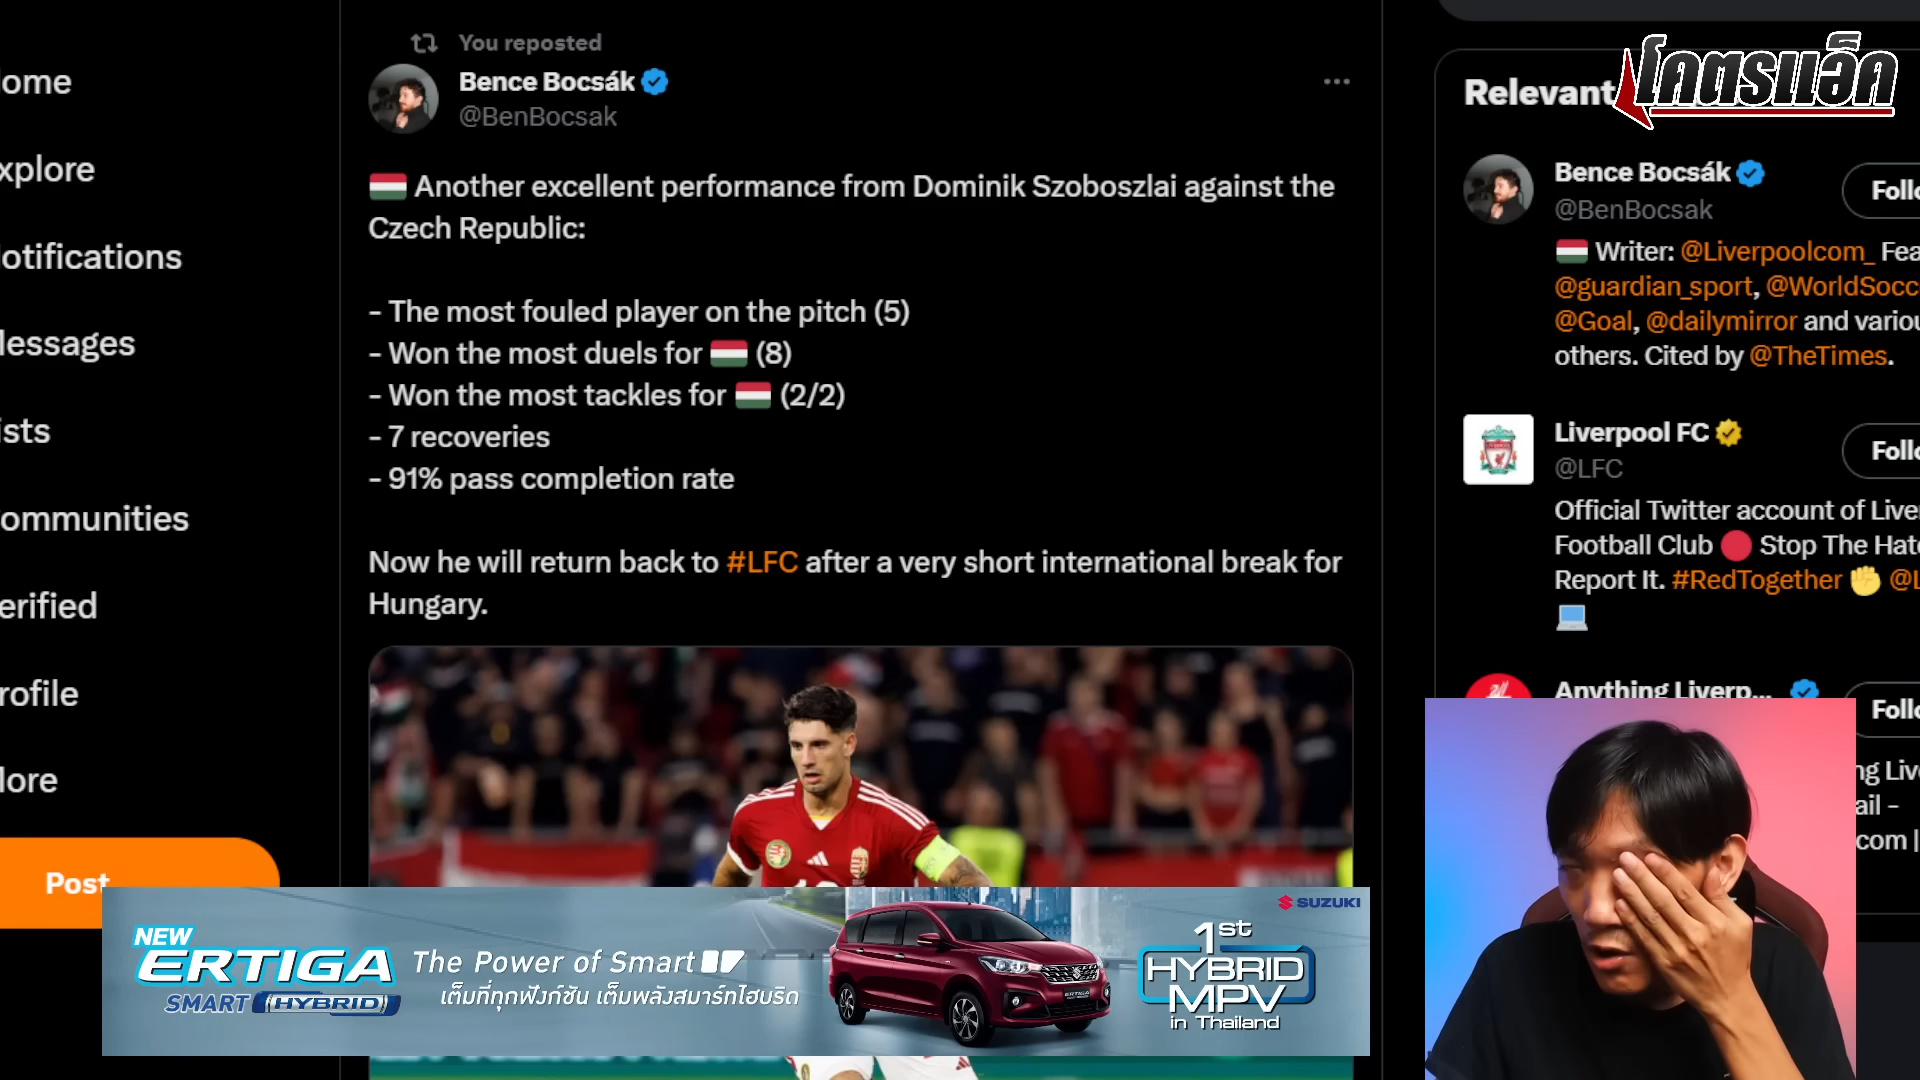 You reposted
Bence Bocsák
@BenBocsak
🇭🇺 Another excellent performance from Dominik Szoboszlai against the
Czech Republic:
- The most fouled player on the pitch (5)
- Won the most duels for 🇭🇺 (8)
- Won the most tackles for 🇭🇺 (2/2)
- 7 recoveries
- 91% pass completion rate
Now he will return back to #LFC after a very short international break for
Hungary.
ome
xplore
otifications
essages
ists
ommunities
erified
rofile
ore
Post
Relevant
โคตรแอ็ค
Bence Bocsák
@BenBocsak
Follo
🇭🇺 Writer: @Liverpoolcom_ Fea
@guardian_sport, @WorldSocc
@Goal, @dailymirror and variou
others. Cited by @TheTimes.
Liverpool FC
@LFC
Follo
Official Twitter account of Liver
Football Club 🔴 Stop The Hate
Report It. #RedTogether ✊ @L
💻
Anything Liverp...
Follo
ng Liv
ail -
com |
NEW
ERTIGA
SMART HYBRID
The Power of Smart
เต็มที่ทุกฟังก์ชัน เต็มพลังสมาร์ทไฮบริด
SUZUKI
1st
HYBRID
MPV
in Thailand